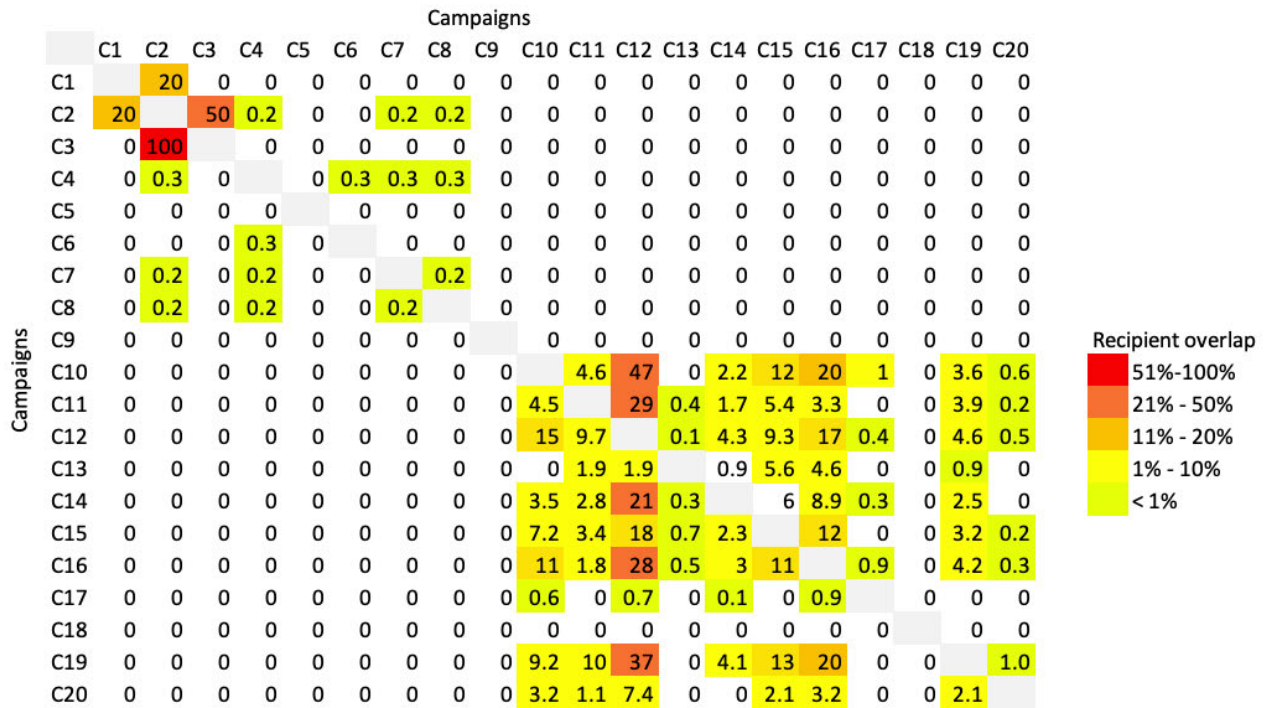 Campaigns
C1 C2 C3 C4 C5 C6 C7 C8 C9 C10 C11 C12 C13 C14 C15 C16 C17 C18 C19 C20
C1 20 0 0 0 0 0 0 0 0 0 0 0 0 0 0 0 0 0 0
C2 20 50 0.2 0 0 0.2 0.2 0 0 0 0 0 0 0 0 0 0 0 0
C3 0 100 0 0 0 0 0 0 0 0 0 0 0 0 0 0 0 0 0
C4 0 0.3 0 0 0.3 0.3 0.3 0 0 0 0 0 0 0 0 0 0 0 0
C5 0 0 0 0 0 0 0 0 0 0 0 0 0 0 0 0 0 0 0
C6 0 0 0 0.3 0 0 0 0 0 0 0 0 0 0 0 0 0 0 0
C7 0 0.2 0 0.2 0 0 0.2 0 0 0 0 0 0 0 0 0 0 0 0
C8 0 0.2 0 0.2 0 0 0.2 0 0 0 0 0 0 0 0 0 0 0 0
C9 0 0 0 0 0 0 0 0 0 0 0 0 0 0 0 0 0 0 0
C10 0 0 0 0 0 0 0 0 0 4.6 47 0 2.2 12 20 1 0 3.6 0.6
C11 0 0 0 0 0 0 0 0 0 4.5 29 0.4 1.7 5.4 3.3 0 0 3.9 0.2
C12 0 0 0 0 0 0 0 0 0 15 9.7 0.1 4.3 9.3 17 0.4 0 4.6 0.5
C13 0 0 0 0 0 0 0 0 0 0 1.9 1.9 0.9 5.6 4.6 0 0 0.9 0
C14 0 0 0 0 0 0 0 0 0 3.5 2.8 21 0.3 6 8.9 0.3 0 2.5 0
C15 0 0 0 0 0 0 0 0 0 7.2 3.4 18 0.7 2.3 12 0 0 3.2 0.2
C16 0 0 0 0 0 0 0 0 0 11 1.8 28 0.5 3 11 0.9 0 4.2 0.3
C17 0 0 0 0 0 0 0 0 0 0.6 0 0.7 0 0.1 0 0.9 0 0 0
C18 0 0 0 0 0 0 0 0 0 0 0 0 0 0 0 0 0 0 0
C19 0 0 0 0 0 0 0 0 0 9.2 10 37 0 4.1 13 20 0 0 1.0
C20 0 0 0 0 0 0 0 0 0 3.2 1.1 7.4 0 0 2.1 3.2 0 0 2.1
Campaigns
Recipient overlap
51%-100%
21% - 50%
11% - 20%
1% - 10%
< 1%